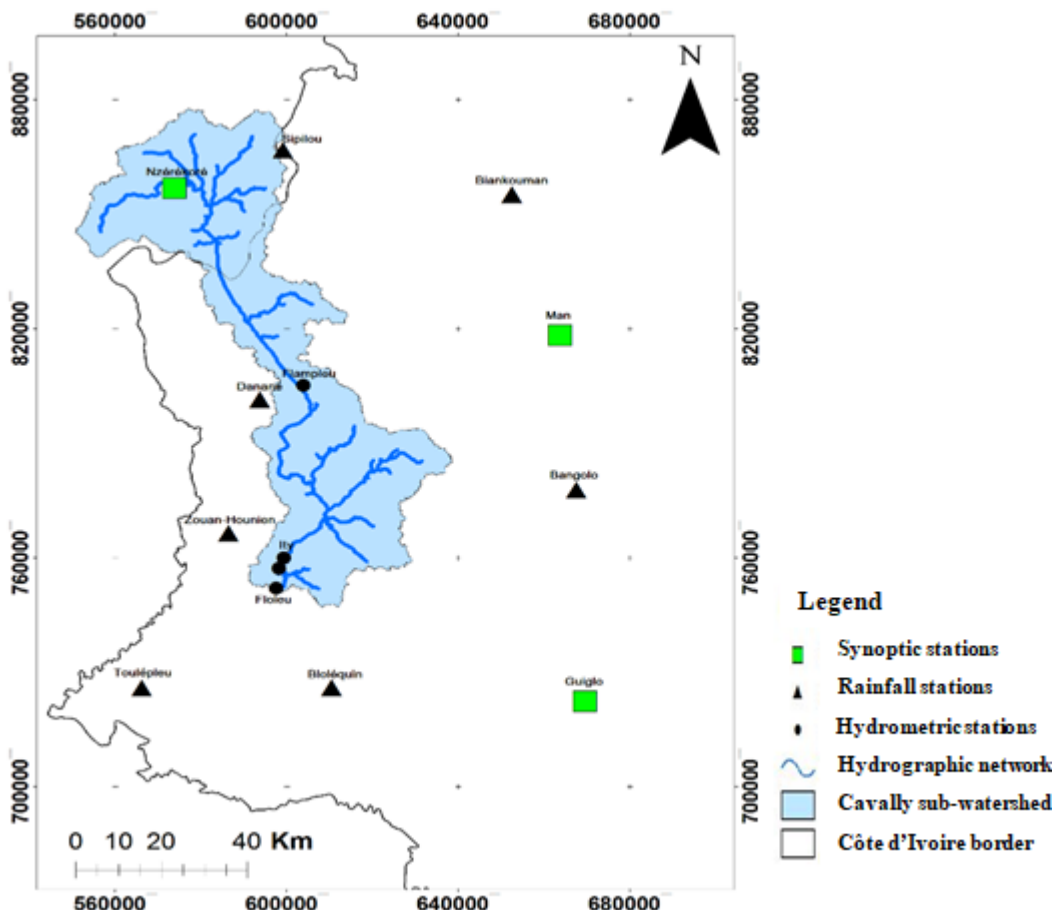 560000 600000 640000 680000
N
880000 880000
Sipilou
Nzérékoré
Biankouman
Man
820000 820000
Flampleu
Danané
Bangolo
Zouan-Hounion
Ity
760000 760000
Floleu
Toulépleu Bloléquin Guiglo
700000 700000
0 10 20 40 Km
560000 600000 640000 680000
Legend
Synoptic stations
Rainfall stations
Hydrometric stations
Hydrographic network
Cavally sub-watershed
Côte d'Ivoire border